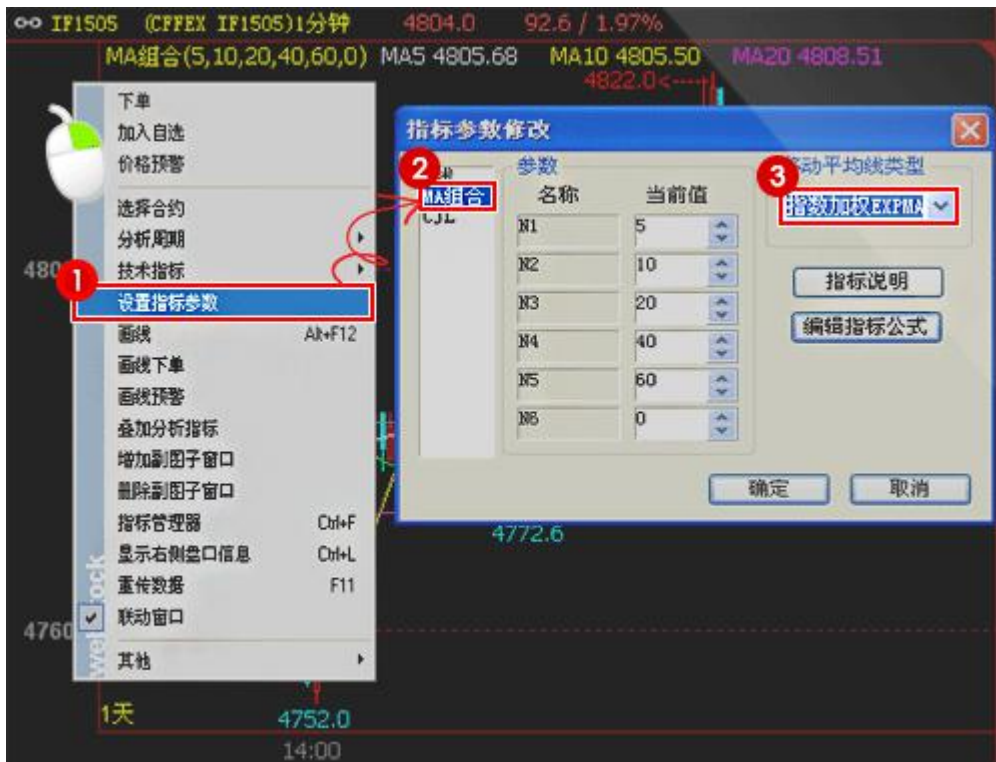 IF1505 (CFFEX IF1505)1分钟 4804.0 92.6 / 1.97%
MA组合(5,10,20,40,60,0) MA5 4805.68 MA10 4805.50 MA20 4808.51
4822.0
下单
加入自选
价格预警
选择合约
分析周期
技术指标
1
设置指标参数
画线 Alt+F12
画线下单
画线预警
叠加分析指标
增加副图子窗口
删除副图子窗口
指标管理器 Ctrl+F
显示右侧盘口信息 Ctrl+L
重传数据 F11
联动窗口
其他
指标参数修改
2
MA组合
CJL
参数
名称 当前值
N1 5
N2 10
N3 20
N4 40
N5 60
N6 0
3
移动平均线类型
指数加权EXPMA
指标说明
编辑指标公式
确定 取消
4772.6
4760
1天
4752.0
14:00